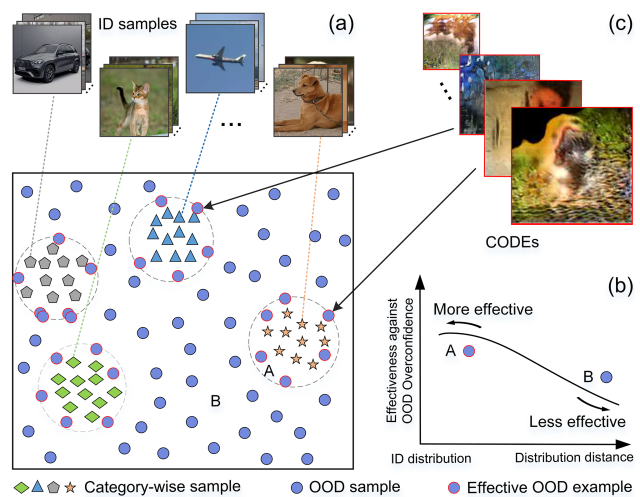 ID samples
(a)
(c)
...
...
CODEs
A
B
(b)
Effectiveness against
OOD Overconfidence
More effective
A
B
Less effective
ID distribution
Distribution distance
Category-wise sample
OOD sample
Effective OOD example